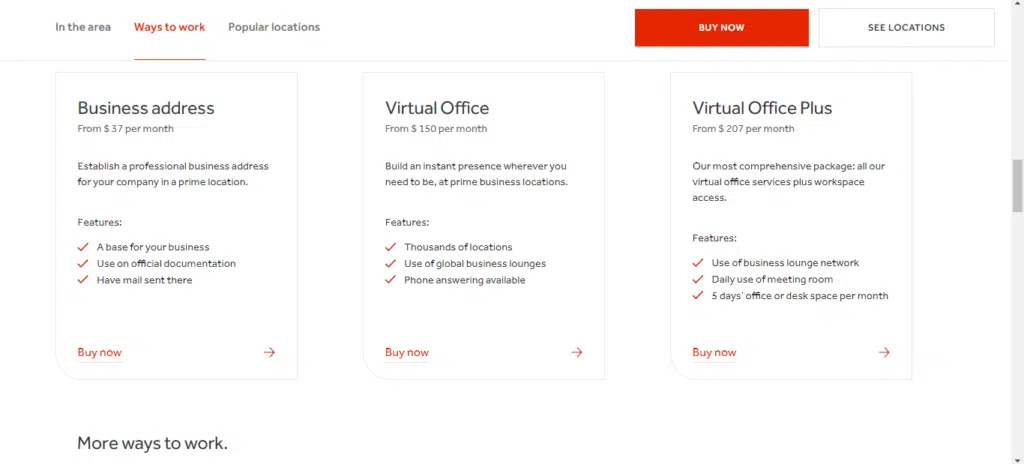 In the area
Ways to work
Popular locations
BUY NOW
SEE LOCATIONS
Business address
From $ 37 per month
Establish a professional business address
for your company in a prime location.
Features:
A base for your business
Use on official documentation
Have mail sent there
Buy now
Virtual Office
From $ 150 per month
Build an instant presence wherever you
need to be, at prime business locations.
Features:
Thousands of locations
Use of global business lounges
Phone answering available
Buy now
Virtual Office Plus
From $ 207 per month
Our most comprehensive package: all our
virtual office services plus workspace
access.
Features:
Use of business lounge network
Daily use of meeting room
5 days' office or desk space per month
Buy now
More ways to work.